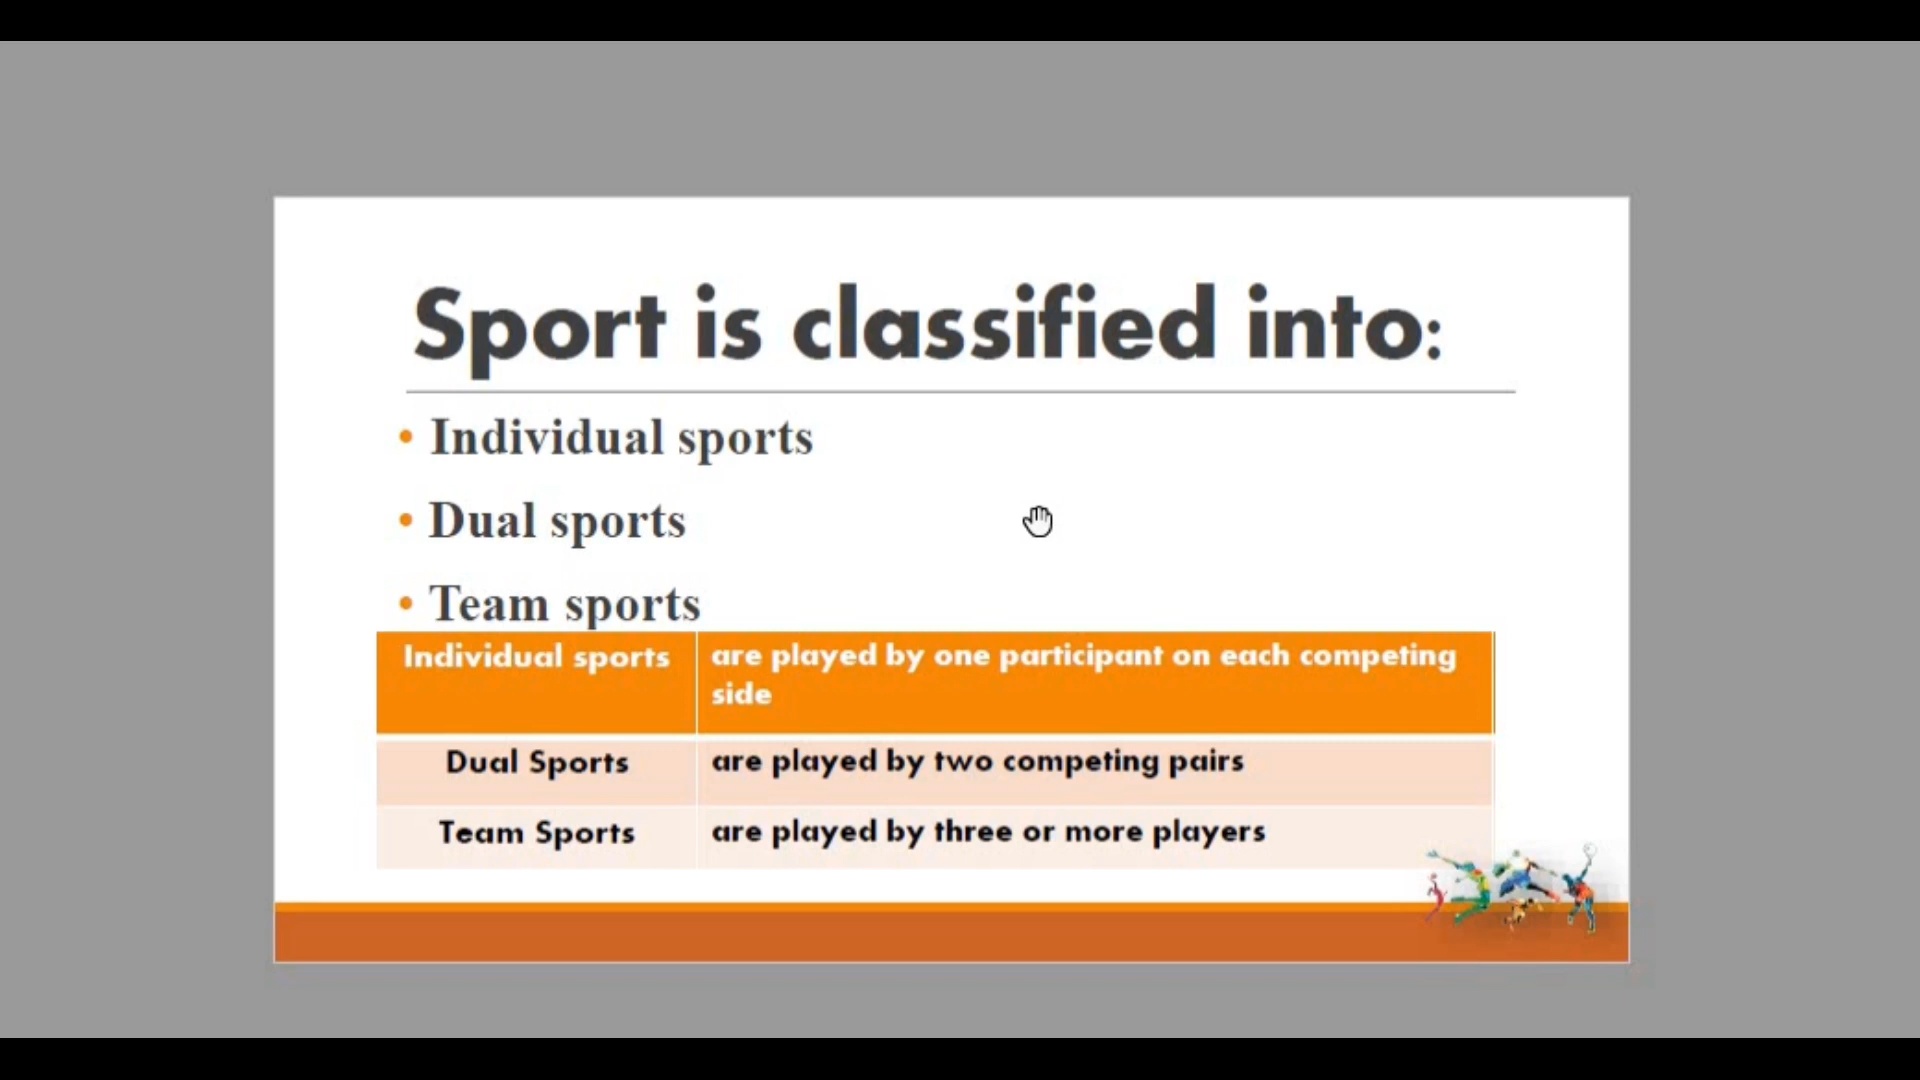 Sport is classified into:
• Individual sports
• Dual sports
• Team sports
Individual sports are played by one participant on each competing
side
Dual Sports are played by two competing pairs
Team Sports are played by three or more players